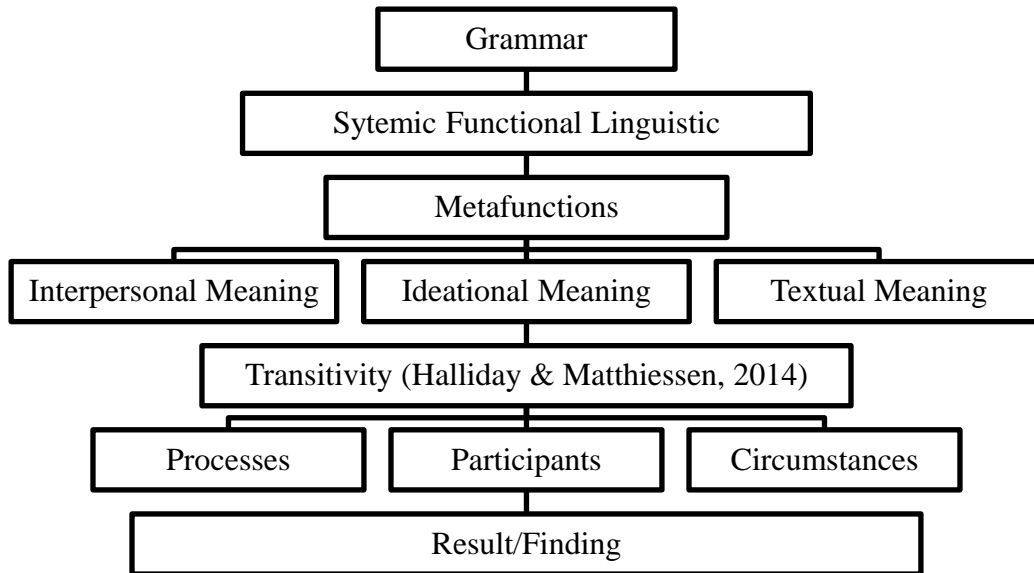 Grammar
Sytemic Functional Linguistic
Metafunctions
Interpersonal Meaning
Ideational Meaning
Textual Meaning
Transitivity (Halliday & Matthiessen, 2014)
Processes
Participants
Circumstances
Result/Finding